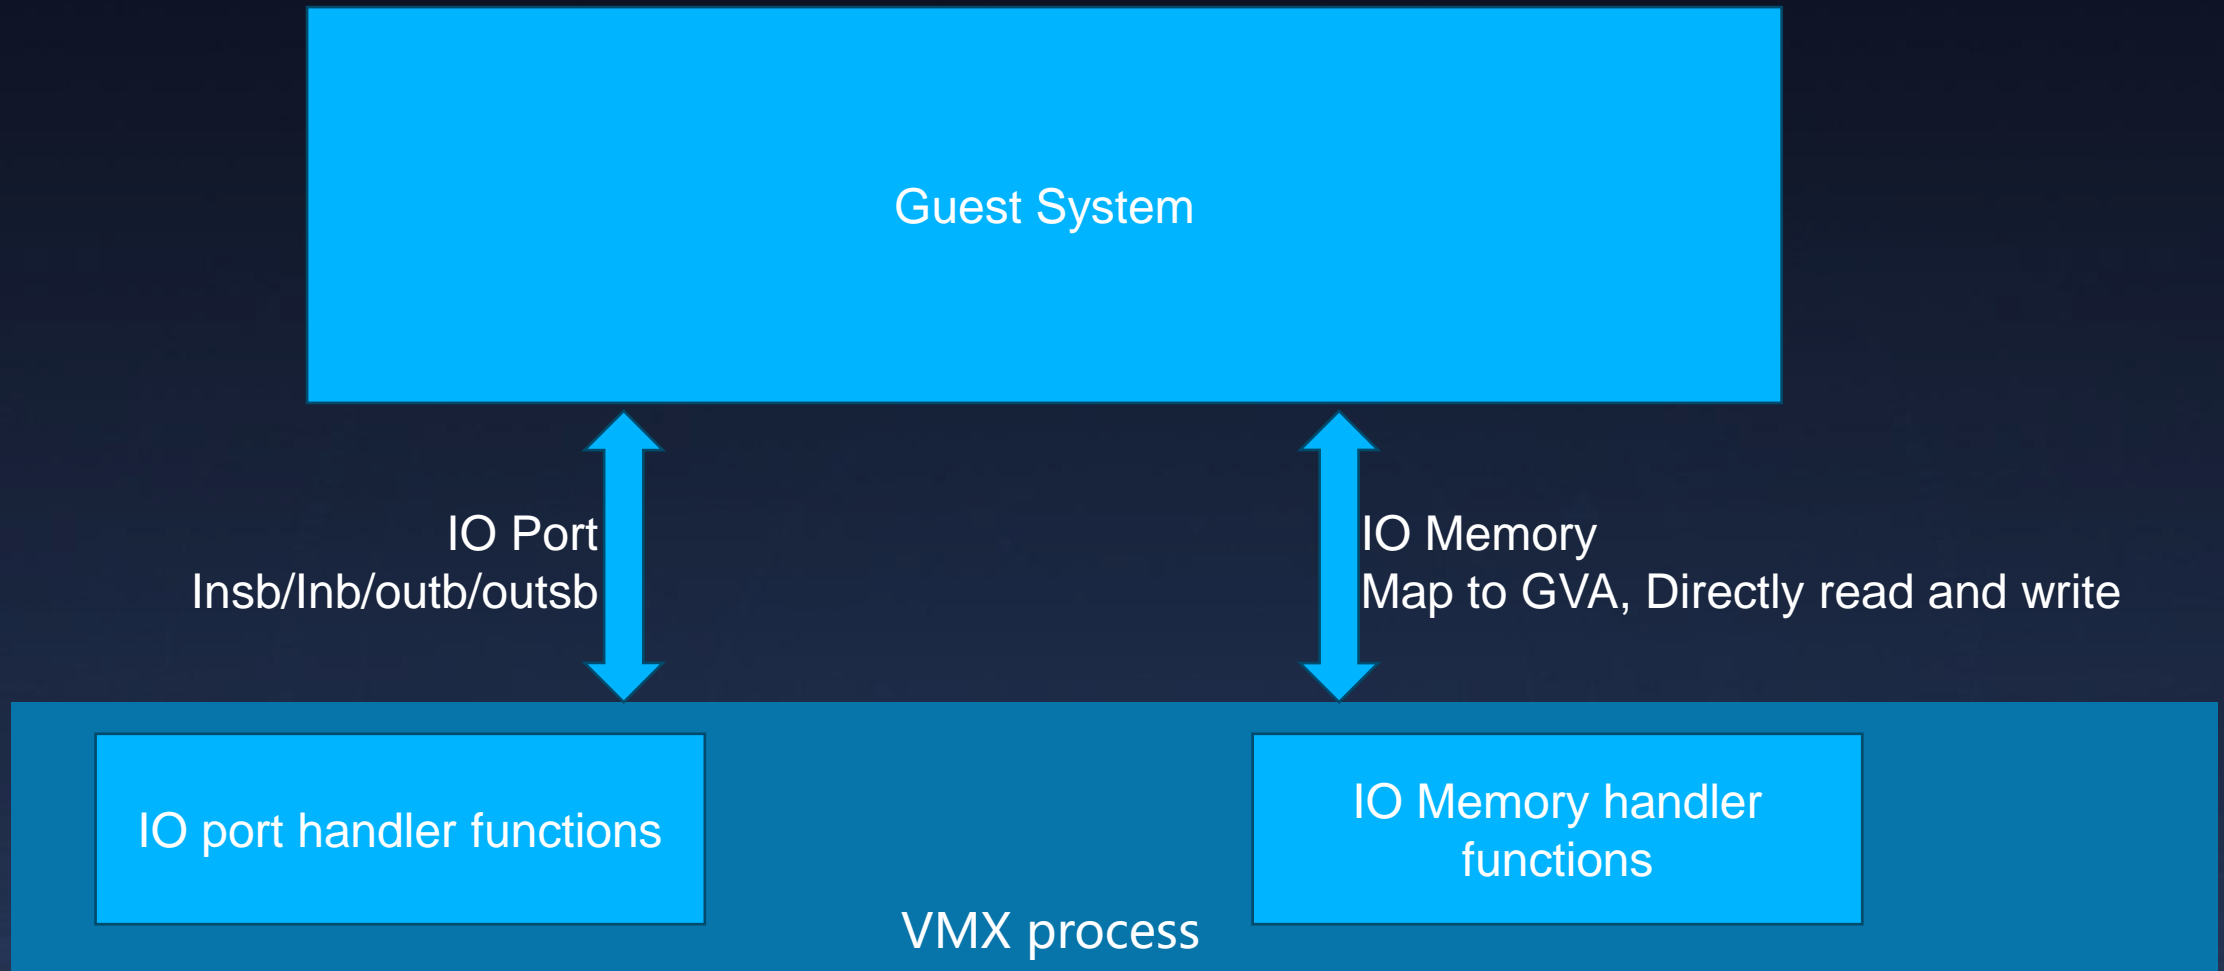 Guest System
IO Port
Insb/Inb/outb/outsb
IO Memory
Map to GVA, Directly read and write
IO port handler functions
IO Memory handler
functions
VMX process